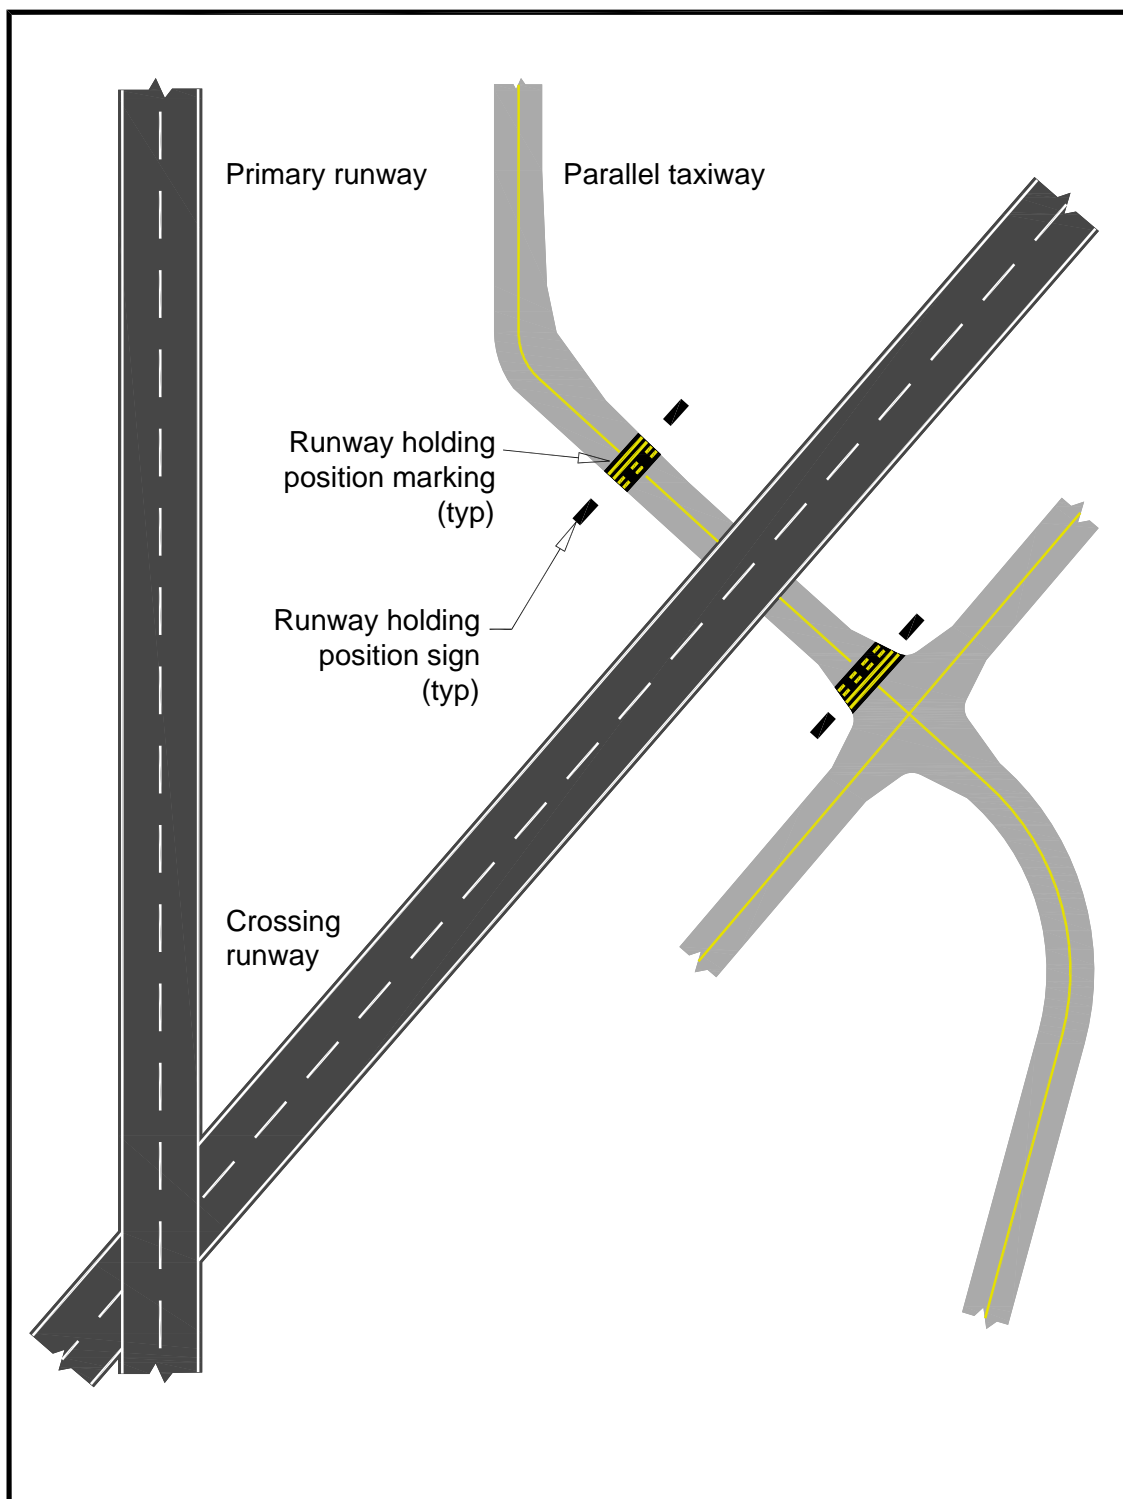 Primary runway
Parallel taxiway
Runway holding
position marking
(typ)
Runway holding
position sign
(typ)
Crossing
runway